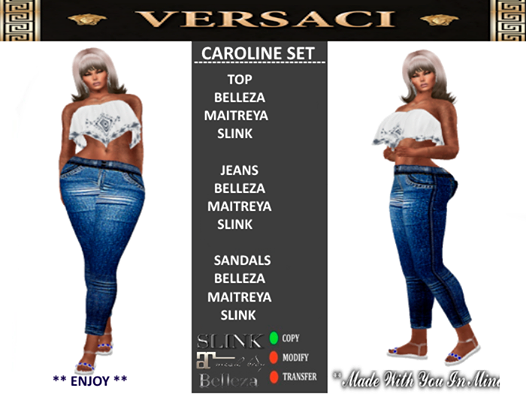 VERSACI
CAROLINE SET
TOP
BELLEZA
MAITREYA
SLINK
JEANS
BELLEZA
MAITREYA
SLINK
SANDALS
BELLEZA
MAITREYA
SLINK
SLINK COPY
MODIFY
Belleza TRANSFER
** ENJOY **
"Made With You In Mind